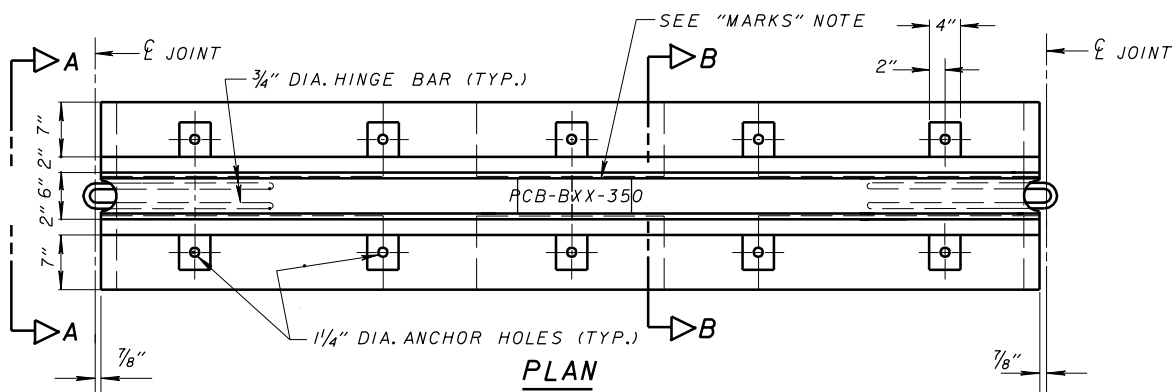 SEE "MARKS" NOTE
4"
℄ JOINT
℄ JOINT
A
B
2"
3/4" DIA. HINGE BAR (TYP.)
7"
2"
6"
PCB-BXX-350
2"
7"
A
B
1 1/4" DIA. ANCHOR HOLES (TYP.)
7/8"
7/8"
PLAN